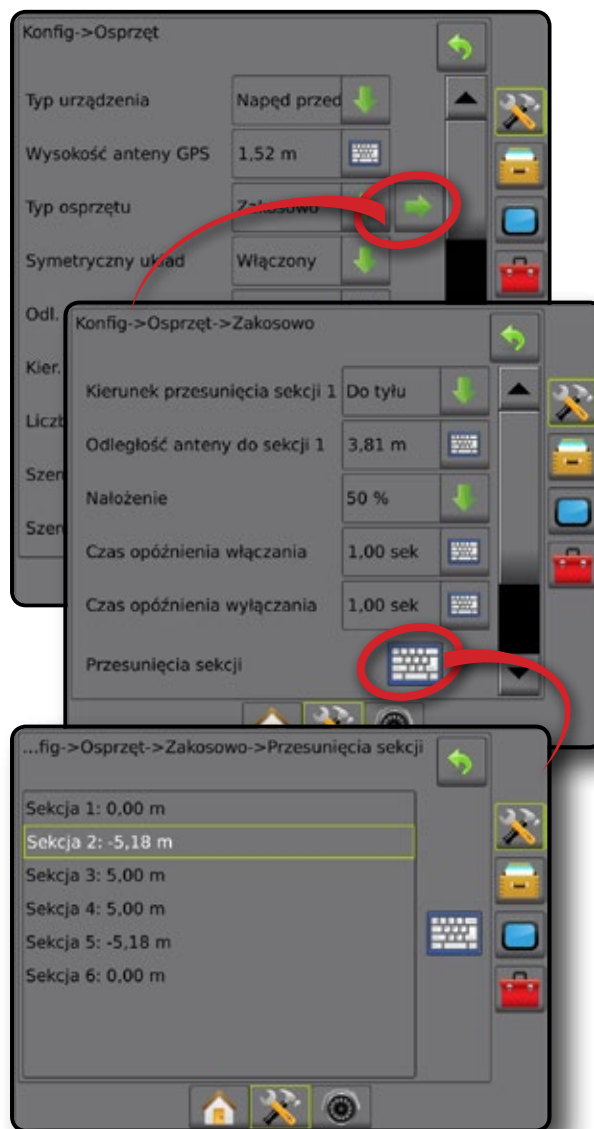 Konfig->Osprzęt
Typ urządzenia Napęd przed
Wysokość anteny GPS 1,52 m
Typ osprzętu Zakosowo
Symetryczny układ Włączony
Odl.
Kier.
Konfig->Osprzęt->Zakosowo
Kierunek przesunięcia sekcji 1 Do tyłu
Odległość anteny do sekcji 1 3,81 m
Nałożenie 50 %
Czas opóźnienia włączania 1,00 sek
Czas opóźnienia wyłączania 1,00 sek
Przesunięcia sekcji
...fig->Osprzęt->Zakosowo->Przesunięcia sekcji
Sekcja 1: 0,00 m
Sekcja 2: -5,18 m
Sekcja 3: 5,00 m
Sekcja 4: 5,00 m
Sekcja 5: -5,18 m
Sekcja 6: 0,00 m